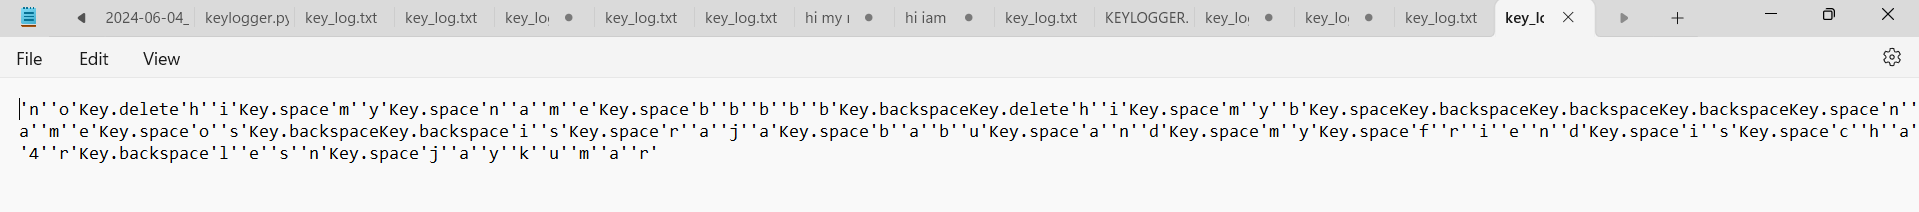 2024-06-04_ keylogger.py key_log.txt key_log.txt key_lo key_log.txt key_log.txt hi my hi iam key_log.txt KEYLOGGER. key_lo key_lo key_log.txt key_lo
File Edit View
'n''o'Key.delete'h''i'Key.space'm''y'Key.space'n''a''m''e'Key.space'b''b''b''b''b'Key.backspaceKey.delete'h''i'Key.space'm''y''b'Key.spaceKey.backspaceKey.backspaceKey.backspaceKey.space'n''
a''m''e'Key.space'o''s'Key.backspaceKey.backspace'i''s'Key.space'r''a''j''a'Key.space'b''a''b''u'Key.space'a''n''d'Key.space'm''y'Key.space'f''r''i''e''n''d'Key.space'i''s'Key.space'c''h''a'
'4''r'Key.backspace'l''e''s''n'Key.space'j''a''y''k''u''m''a''r'